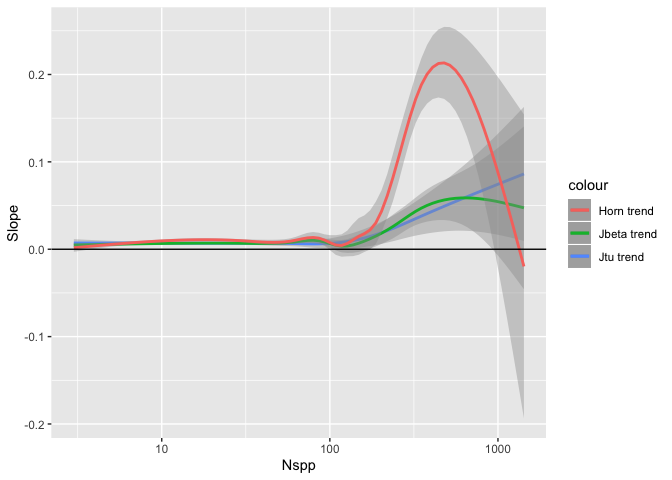 0.2
0.1
0.0
-0.1
-0.2
Slope
10
100
1000
Nspp
colour
Horn trend
Jbeta trend
Jtu trend